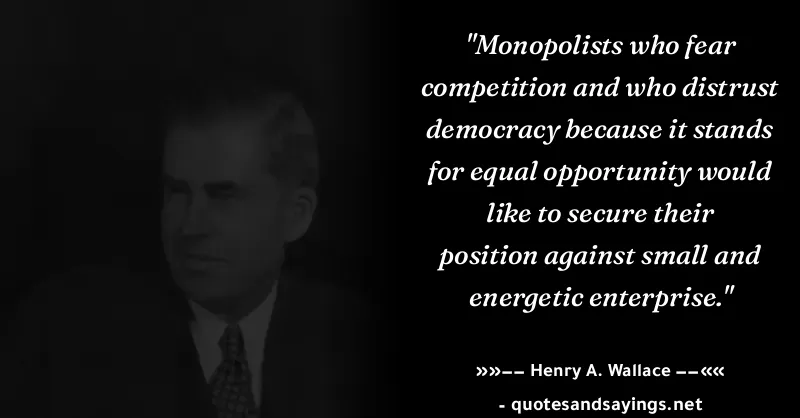 "Monopolists who fear
competition and who distrust
democracy because it stands
for equal opportunity would
like to secure their
position against small and
energetic enterprise."
»»−− Henry A. Wallace −−««
- quotesandsayings.net